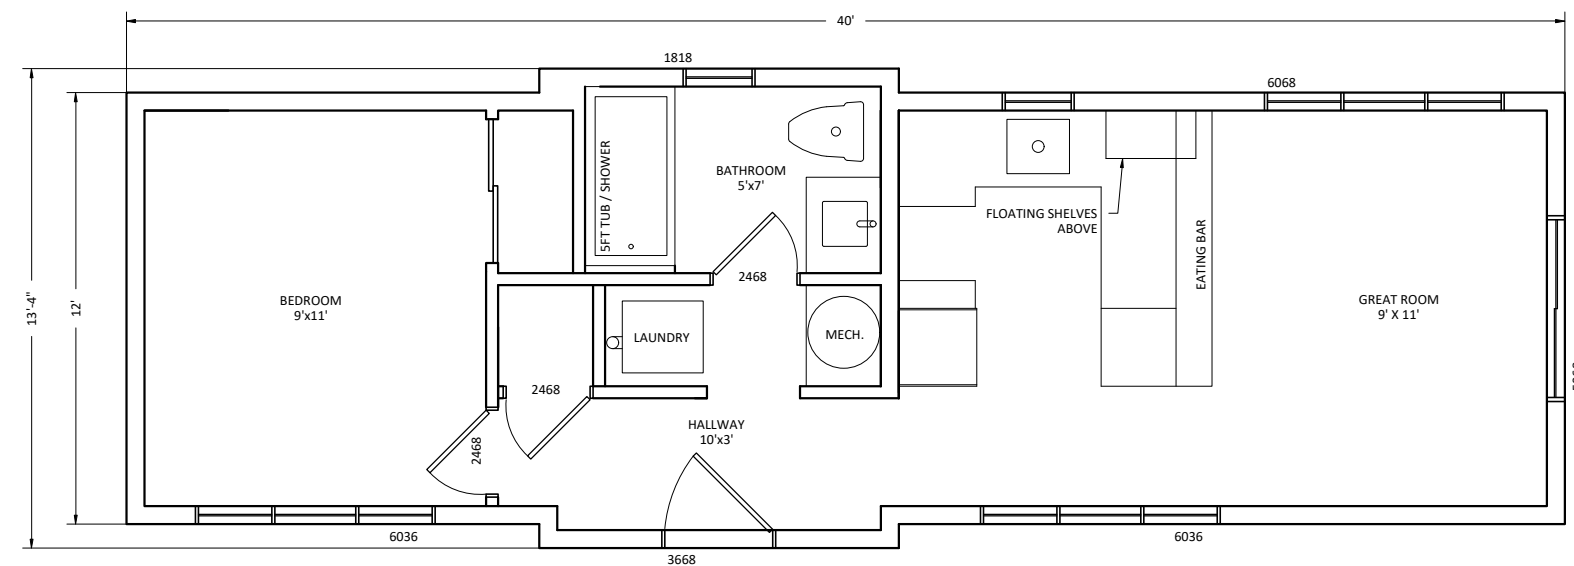 40'
1818
6068
13'-4"
12'
5FT TUB / SHOWER
BATHROOM
5'x7'
FLOATING SHELVES
ABOVE
EATING BAR
2468
BEDROOM
9'x11'
GREAT ROOM
9' X 11'
LAUNDRY
MECH.
2468
2468
HALLWAY
10'x3'
6036
3668
6036